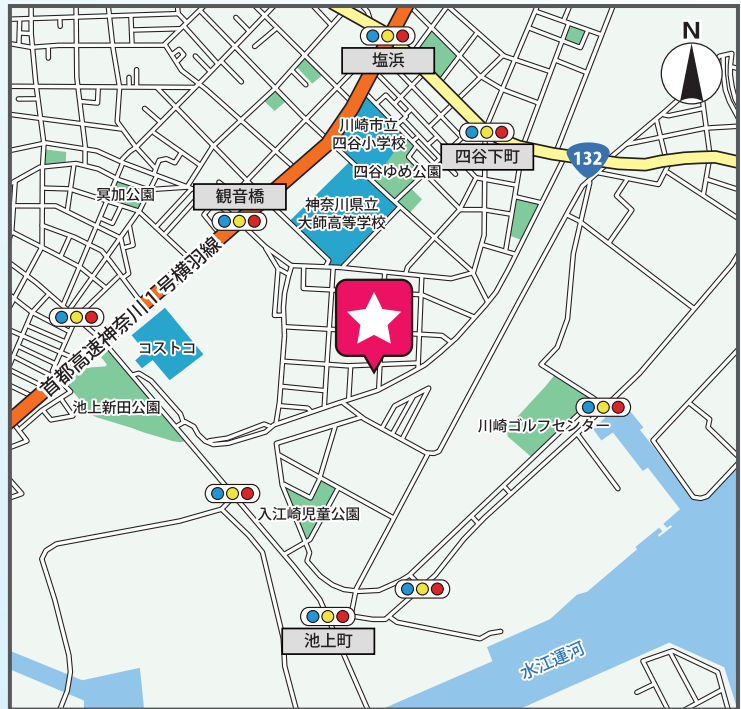 N
塩浜
川崎市立
四谷小学校
四谷下町
132
四谷ゆめ公園
冥加公園
観音橋
神奈川県立
大師高等学校
首都高速神奈川1号横羽線
コストコ
池上新田公園
川崎ゴルフセンター
入江崎児童公園
池上町
水江運河